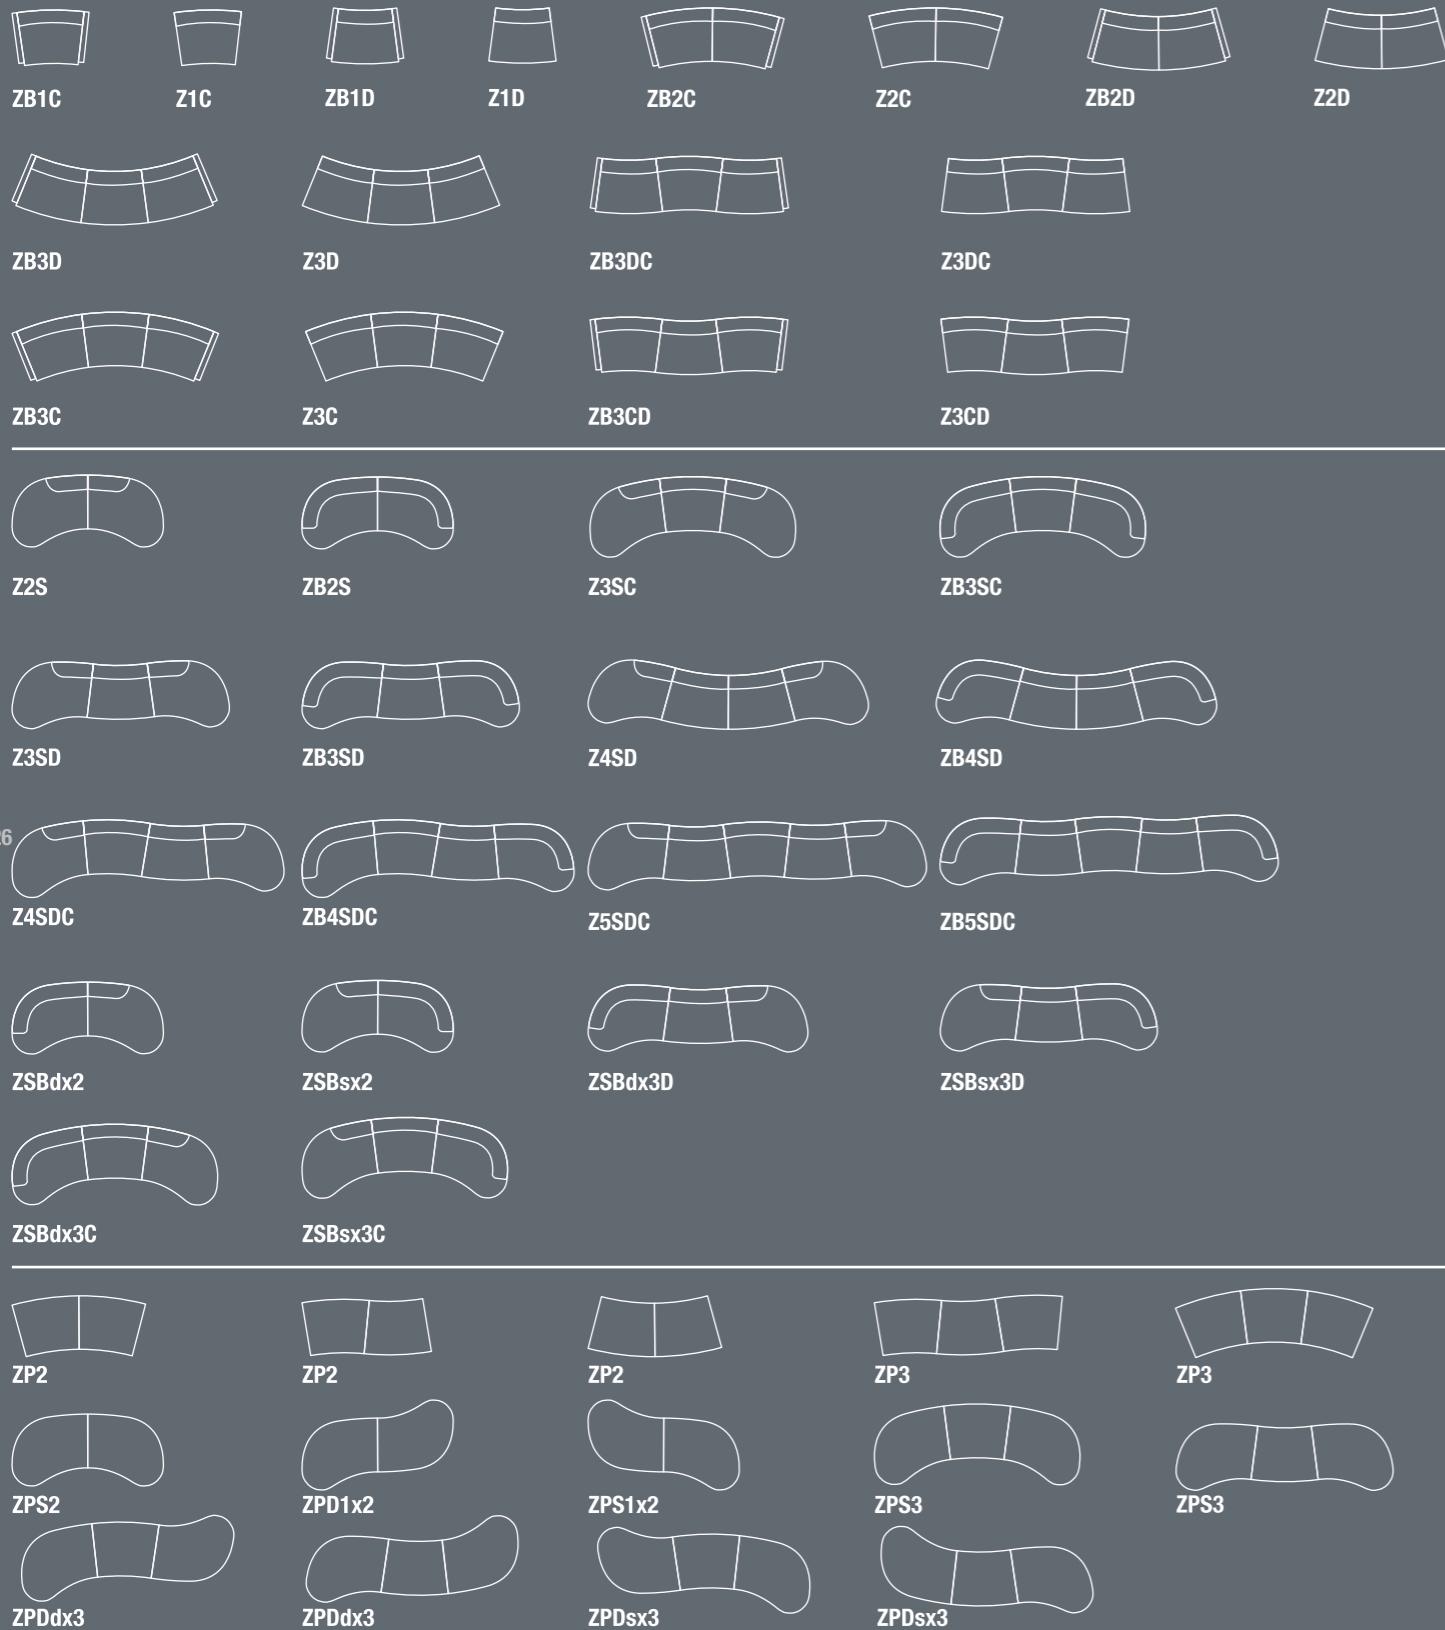 ZB1C Z1C ZB1D Z1D ZB2C Z2C ZB2D Z2D
ZB3D Z3D ZB3DC Z3DC
ZB3C Z3C ZB3CD Z3CD
Z2S ZB2S Z3SC ZB3SC
Z3SD ZB3SD Z4SD ZB4SD
26
Z4SDC ZB4SDC Z5SDC ZB5SDC
ZSBdx2 ZSBsx2 ZSBdx3D ZSBsx3D
ZSBdx3C ZSBsx3C
ZP2 ZP2 ZP2 ZP3 ZP3
ZPS2 ZPD1x2 ZPS1x2 ZPS3 ZPS3
ZPDdx3 ZPDdx3 ZPDsx3 ZPDsx3